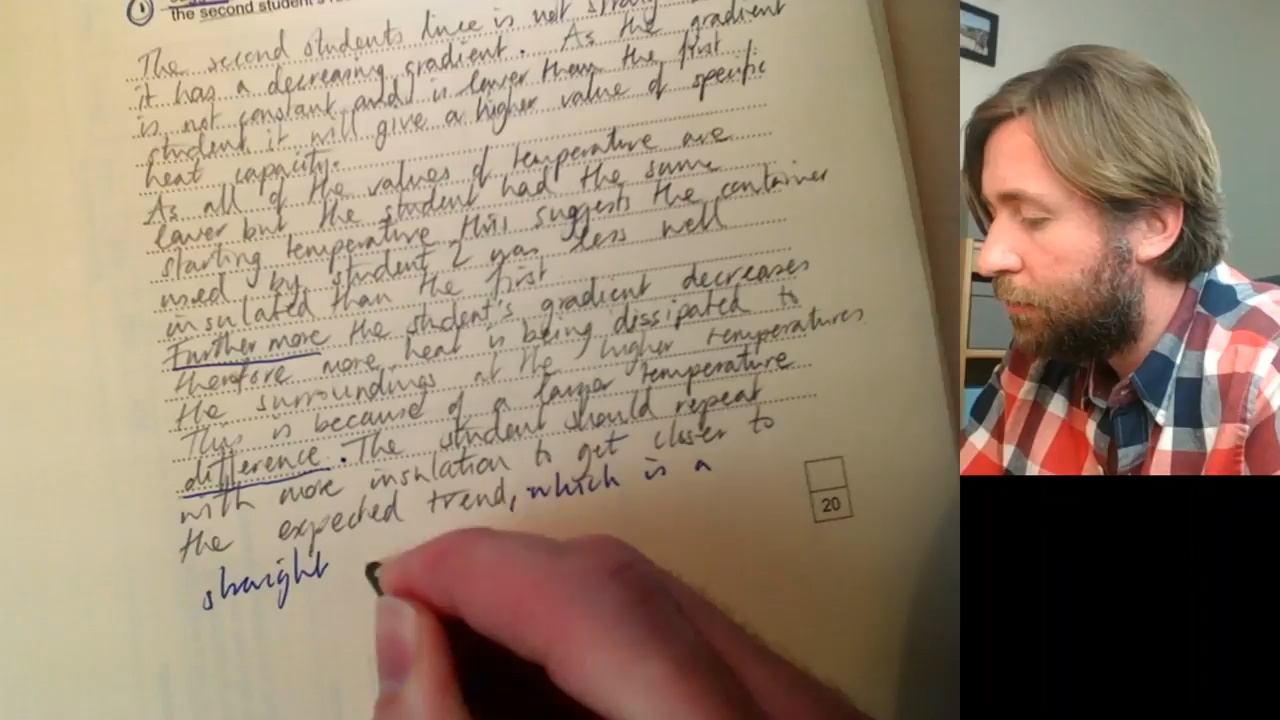 the second student's
The second students line is not
it has a decreasing gradient. As the gradient
is not constant and is lower than the first
student it will give a higher value of specific
heat capacity.
As all of the values of temperature are
lower but the student had the same
starting temperature this suggests the container
used by student 2 was less well
insulated than the first
Further more the student's gradient decreases
therefore more heat is being dissipated to
the surroundings at the higher temperatures
This is because of a larger temperature
difference. The student should repeat
with more insulation to get closer to
the expected trend, which is a
straight
20